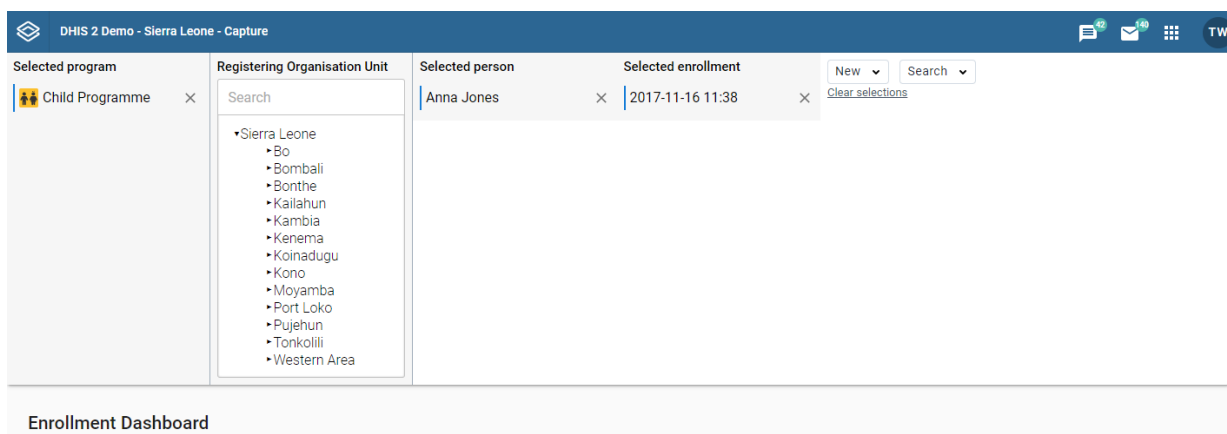 DHIS 2 Demo - Sierra Leone - Capture
42
140
TW
Selected program
Child Programme
Registering Organisation Unit
Search
Sierra Leone
Bo
Bombali
Bonthe
Kailahun
Kambia
Kenema
Koinadugu
Kono
Moyamba
Port Loko
Pujehun
Tonkolili
Western Area
Selected person
Anna Jones
Selected enrollment
2017-11-16 11:38
New
Search
Clear selections
Enrollment Dashboard